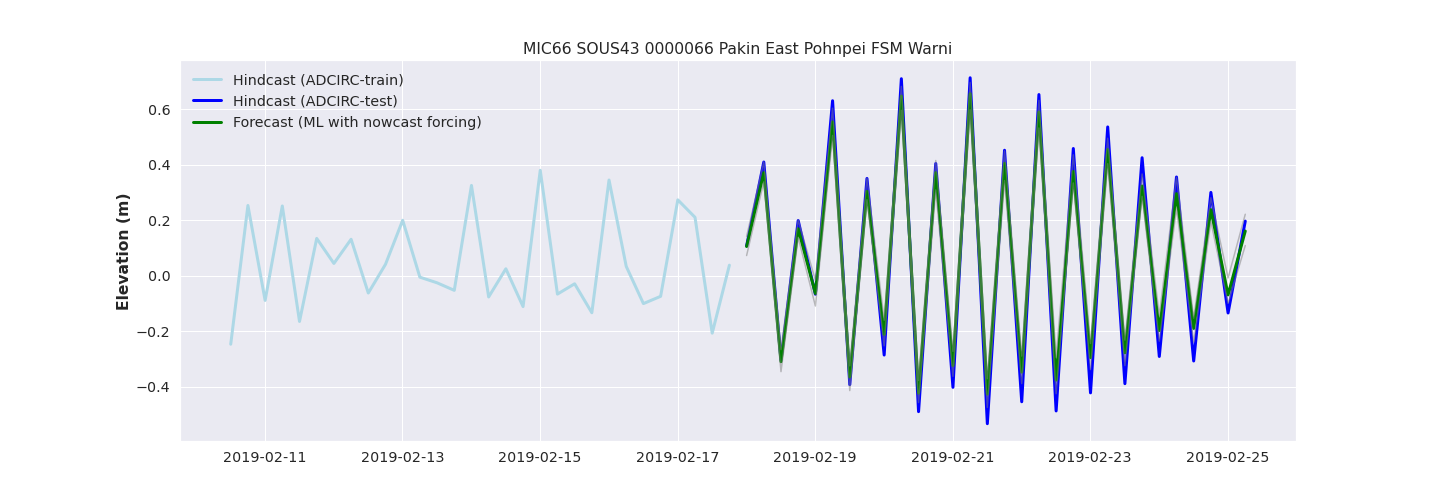 MIC66 SOUS43 0000066 Pakin East Pohnpei FSM Warni
Hindcast (ADCIRC-train)
Hindcast (ADCIRC-test)
Forecast (ML with nowcast forcing)
Elevation (m)
0.6
0.4
0.2
0.0
−0.2
−0.4
2019-02-11 2019-02-13 2019-02-15 2019-02-17 2019-02-19 2019-02-21 2019-02-23 2019-02-25